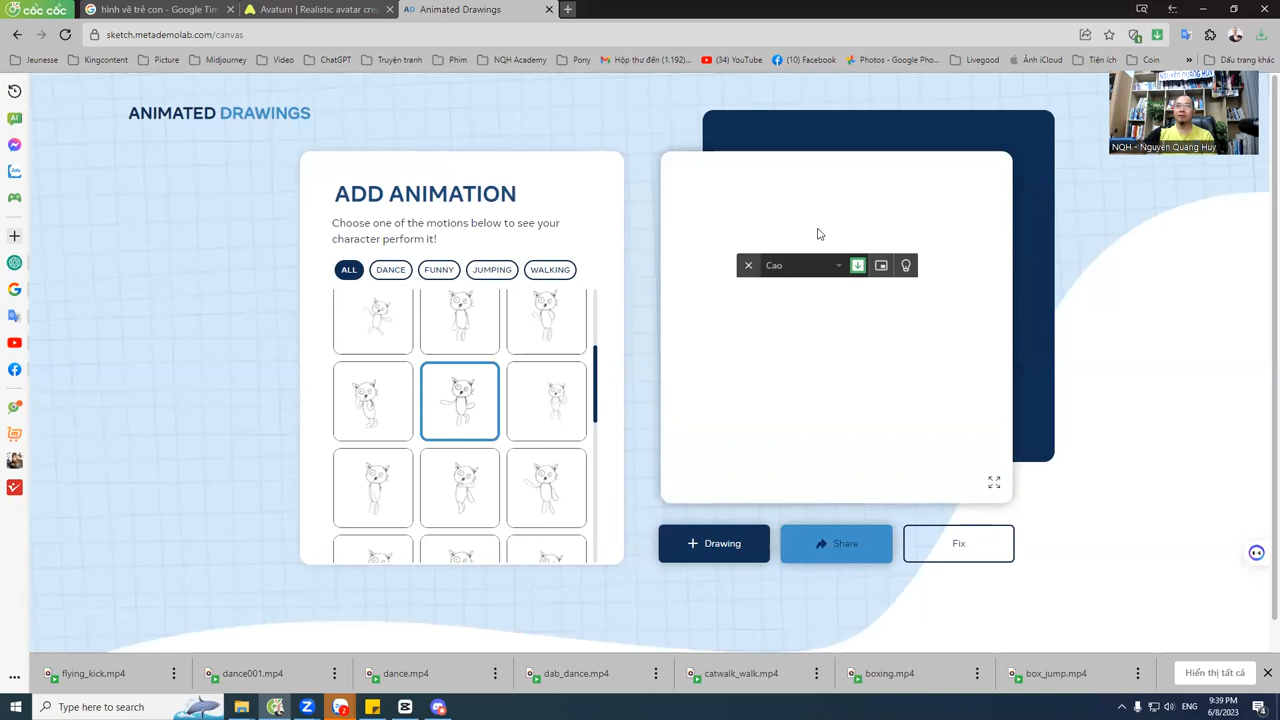 cốc cốc
hình vẽ trẻ con - Google Tìm
Avaturn | Realistic avatar crea
Animated Drawings
sketch.metademolab.com/canvas
Jeunesse
Kingcontent
Picture
Midjourney
Video
ChatGPT
Truyện tranh
Phim
NQH Academy
Pony
Hộp thư đến (1.192)...
(34) YouTube
(10) Facebook
Photos - Google Pho...
Livegood
Ảnh iCloud
Tiện ích
Coin
»
Dấu trang khác
NGUYỄN QUANG HUY
NQH - Nguyễn Quang Huy
ANIMATED DRAWINGS
ADD ANIMATION
Choose one of the motions below to see your
character perform it!
ALL
DANCE
FUNNY
JUMPING
WALKING
Cao
+ Drawing
Share
Fix
flying_kick.mp4
dance001.mp4
dance.mp4
dab_dance.mp4
catwalk_walk.mp4
boxing.mp4
box_jump.mp4
Hiển thị tất cả
Type here to search
ENG
9:39 PM
6/8/2023